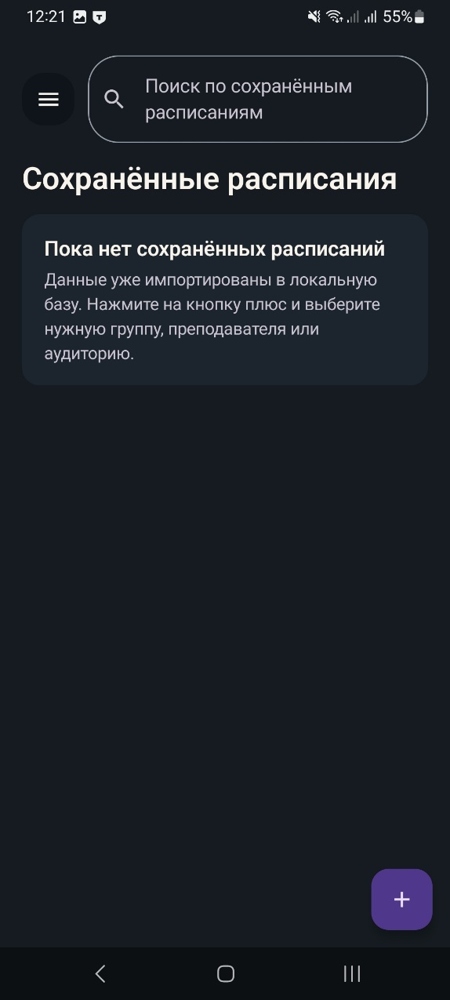 12:21
55%
Поиск по сохранённым
расписаниям
Сохранённые расписания
Пока нет сохранённых расписаний
Данные уже импортированы в локальную
базу. Нажмите на кнопку плюс и выберите
нужную группу, преподавателя или
аудиторию.